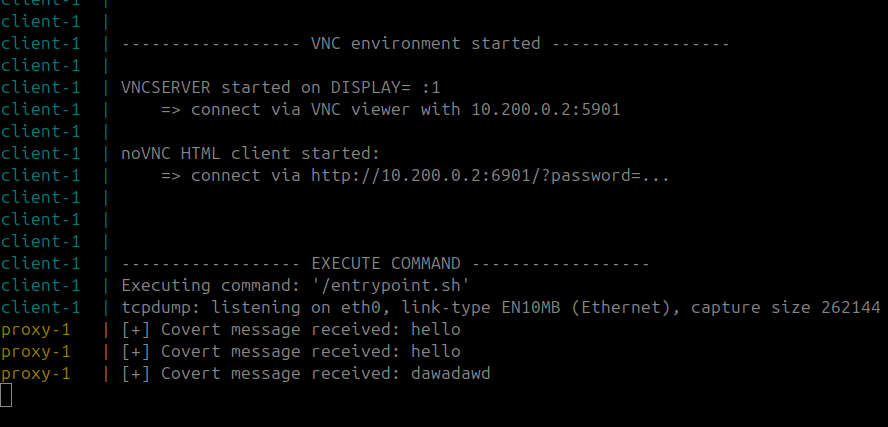 client-1 |
client-1 |
client-1 | ------------------ VNC environment started ------------------
client-1 |
client-1 | VNCSERVER started on DISPLAY= :1
client-1 |     => connect via VNC viewer with 10.200.0.2:5901
client-1 |
client-1 | noVNC HTML client started:
client-1 |     => connect via http://10.200.0.2:6901/?password=...
client-1 |
client-1 |
client-1 |
client-1 | ------------------ EXECUTE COMMAND ------------------
client-1 | Executing command: '/entrypoint.sh'
client-1 | tcpdump: listening on eth0, link-type EN10MB (Ethernet), capture size 262144
proxy-1 | [+] Covert message received: hello
proxy-1 | [+] Covert message received: hello
proxy-1 | [+] Covert message received: dawadawd